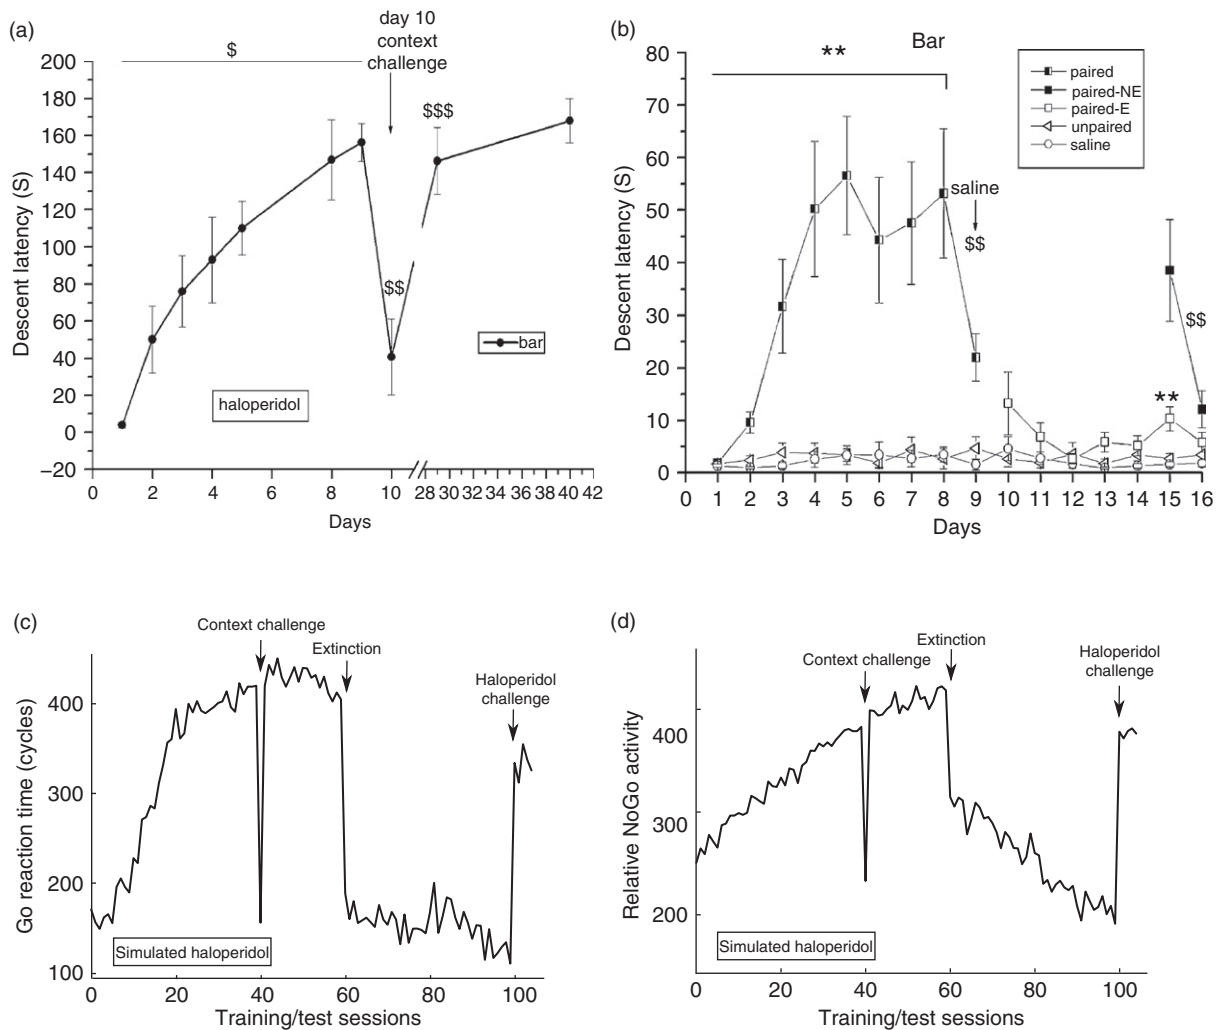 (a)
day 10
context
challenge
$
$$$
$$
200
180
160
140
120
100
80
60
40
20
0
−20
Descent latency (S)
haloperidol
bar
0 2 4 6 8 10 28 30 32 34 36 38 40 42
Days
(b)
Bar
**
paired
paired-NE
paired-E
unpaired
saline
saline
$$
$$
**
80
70
60
50
40
30
20
10
0
Descent latency (S)
0 1 2 3 4 5 6 7 8 9 10 11 12 13 14 15 16
Days
(c)
Context challenge
Extinction
Haloperidol
challenge
400
300
200
100
Go reaction time (cycles)
Simulated haloperidol
0 20 40 60 80 100
Training/test sessions
(d)
Extinction
Context challenge
Haloperidol
challenge
400
300
200
Relative NoGo activity
Simulated haloperidol
0 20 40 60 80 100
Training/test sessions